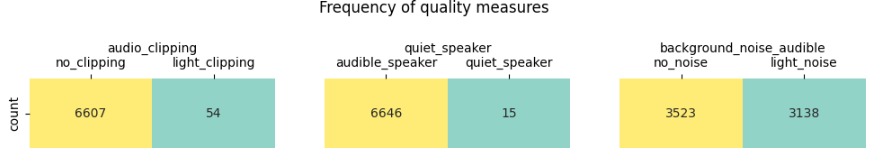 Frequency of quality measures
audio_clipping
no_clipping light_clipping
quiet_speaker
audible_speaker quiet_speaker
background_noise_audible
no_noise light_noise
count
6607 54
6646 15
3523 3138